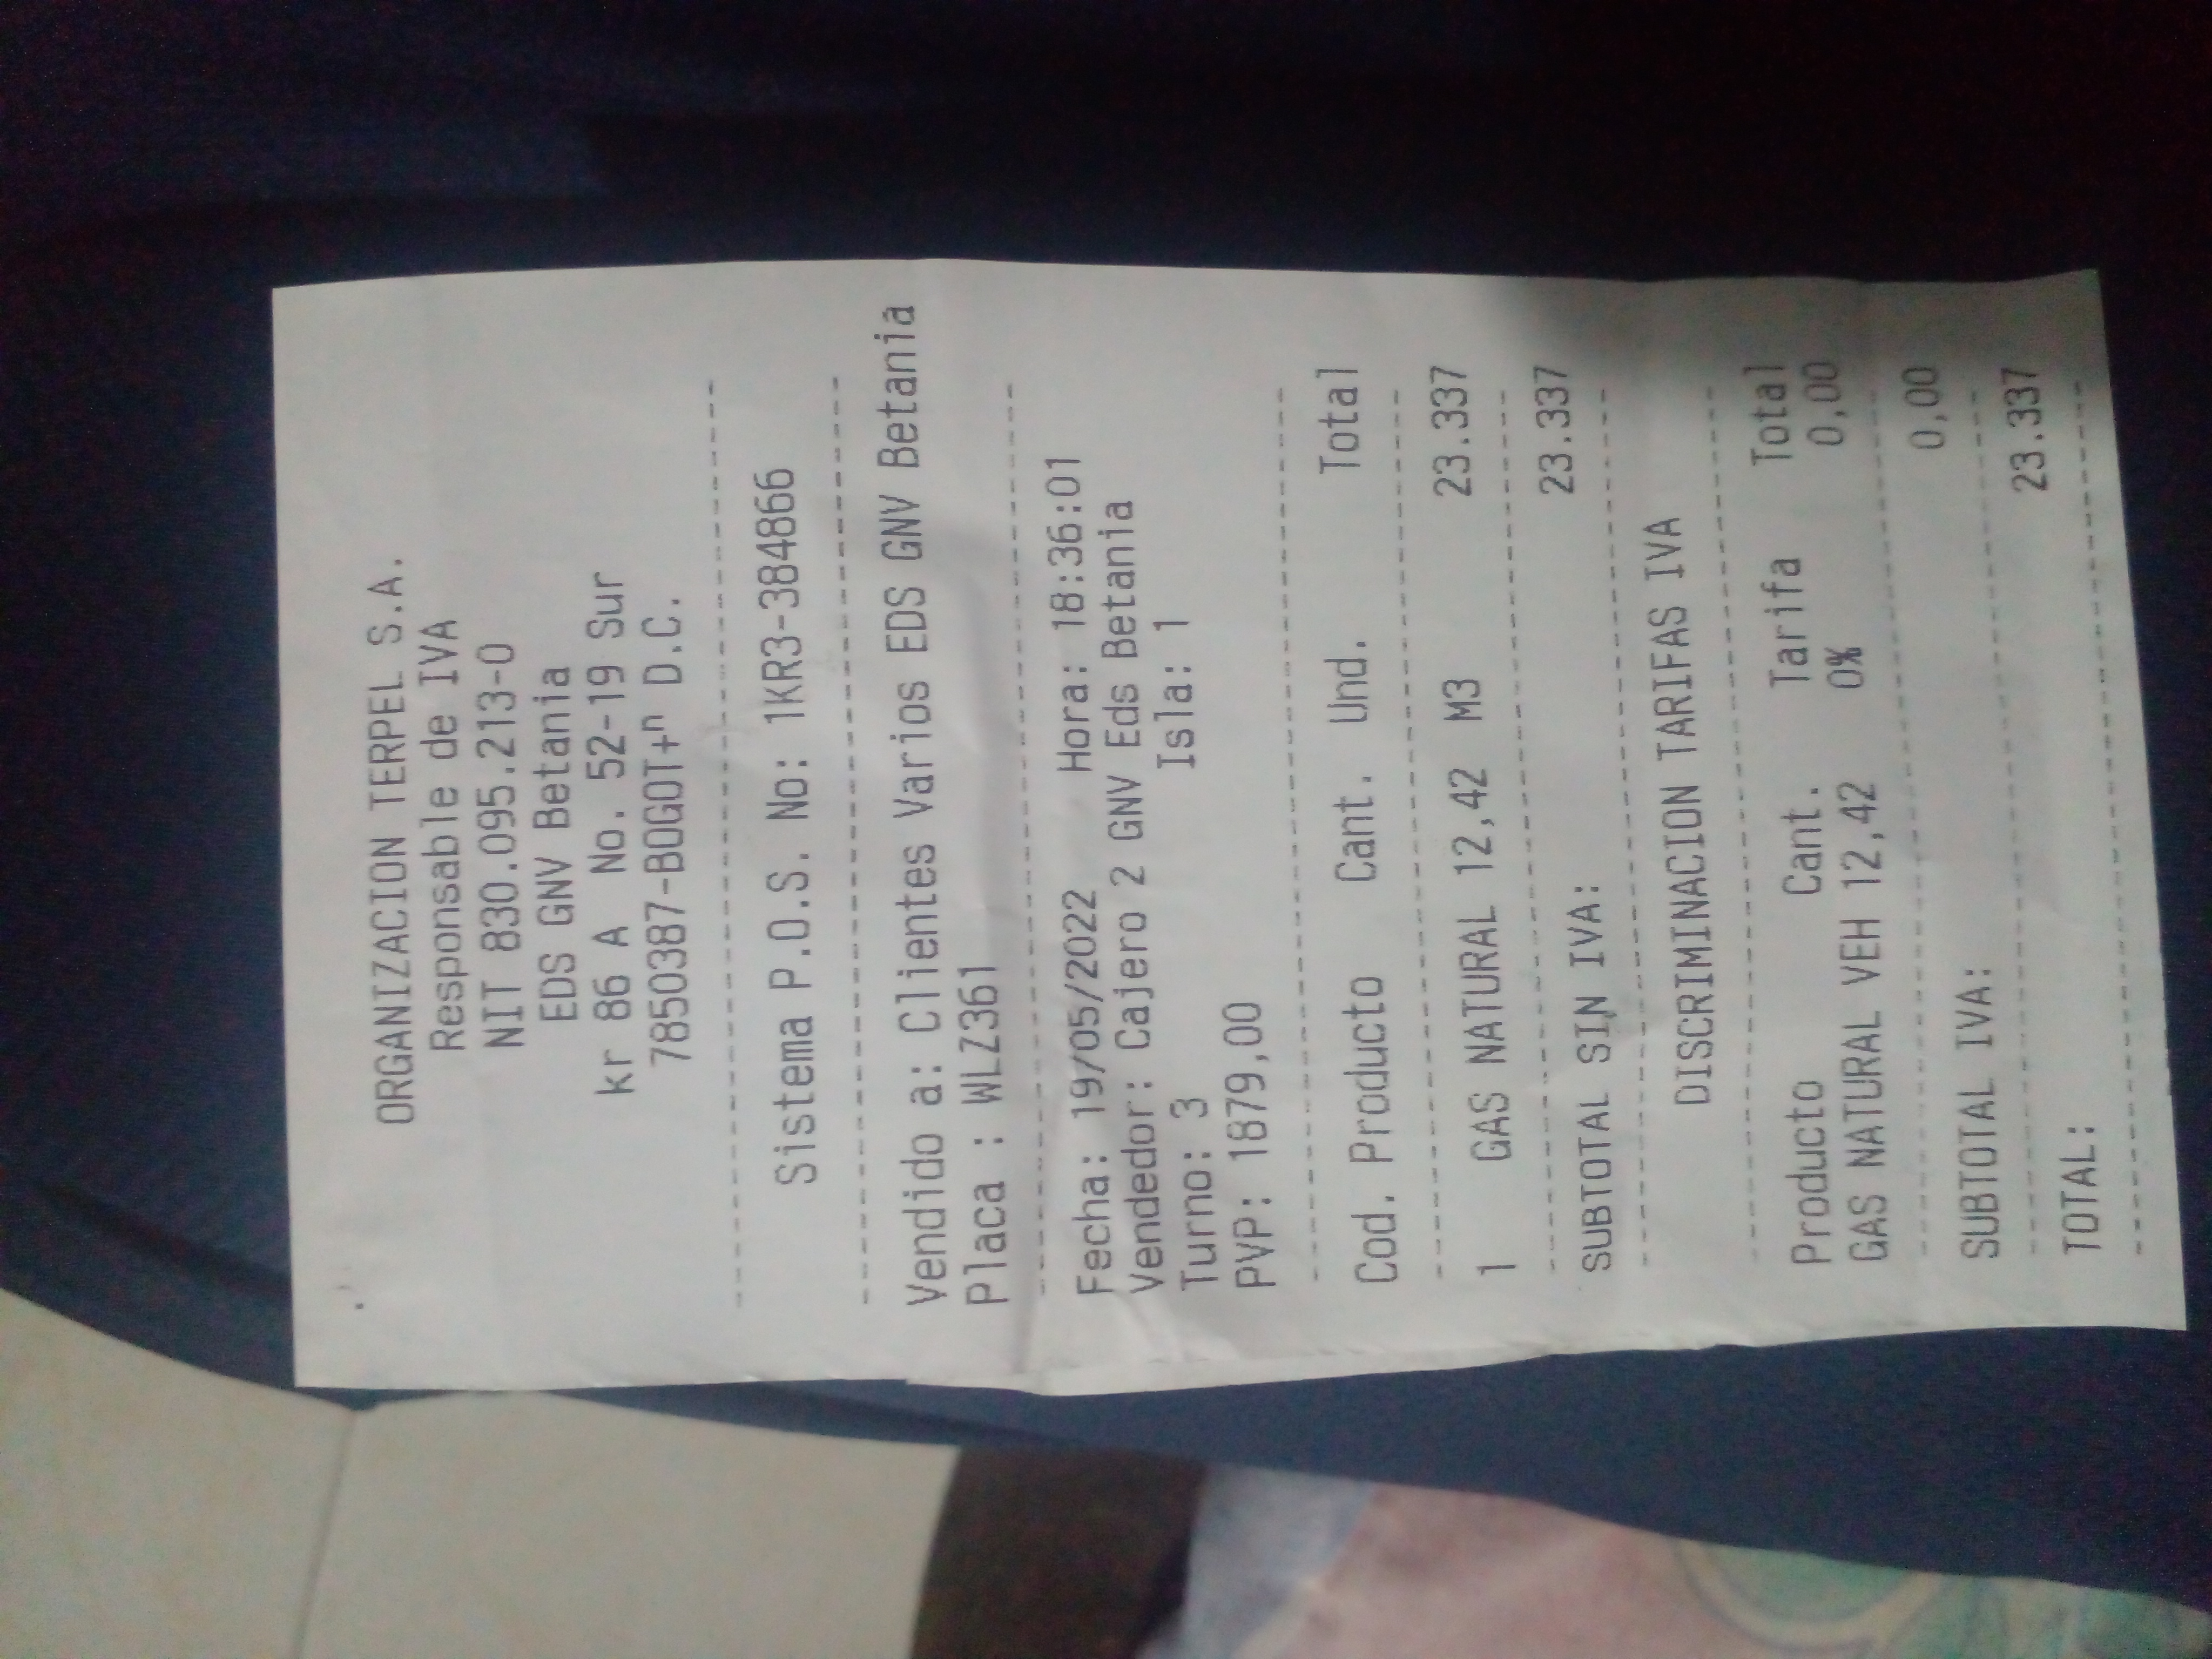 ORGANIZACION TERPEL S.A.
Responsable de IVA
NIT 830.095.213-0
EDS GNV Betania
kr 86 A No. 52-19 Sur
7850387-BOGOT+ⁿ D.C.
Sistema P.O.S. No: 1KR3-384866
Vendido a: Clientes Varios EDS GNV Betania
Placa : WLZ361
Fecha: 19/05/2022 Hora: 18:36:01
Vendedor: Cajero 2 GNV Eds Betania
Turno: 3 Isla: 1
PVP: 1879,00
Cod. Producto Cant. Und. Total
1 GAS NATURAL 12,42 M3 23.337
SUBTOTAL SIN IVA: 23.337
DISCRIMINACION TARIFAS IVA
Producto Cant. Tarifa Total
GAS NATURAL VEH 12,42 0% 0,00
SUBTOTAL IVA: 0,00
TOTAL: 23.337